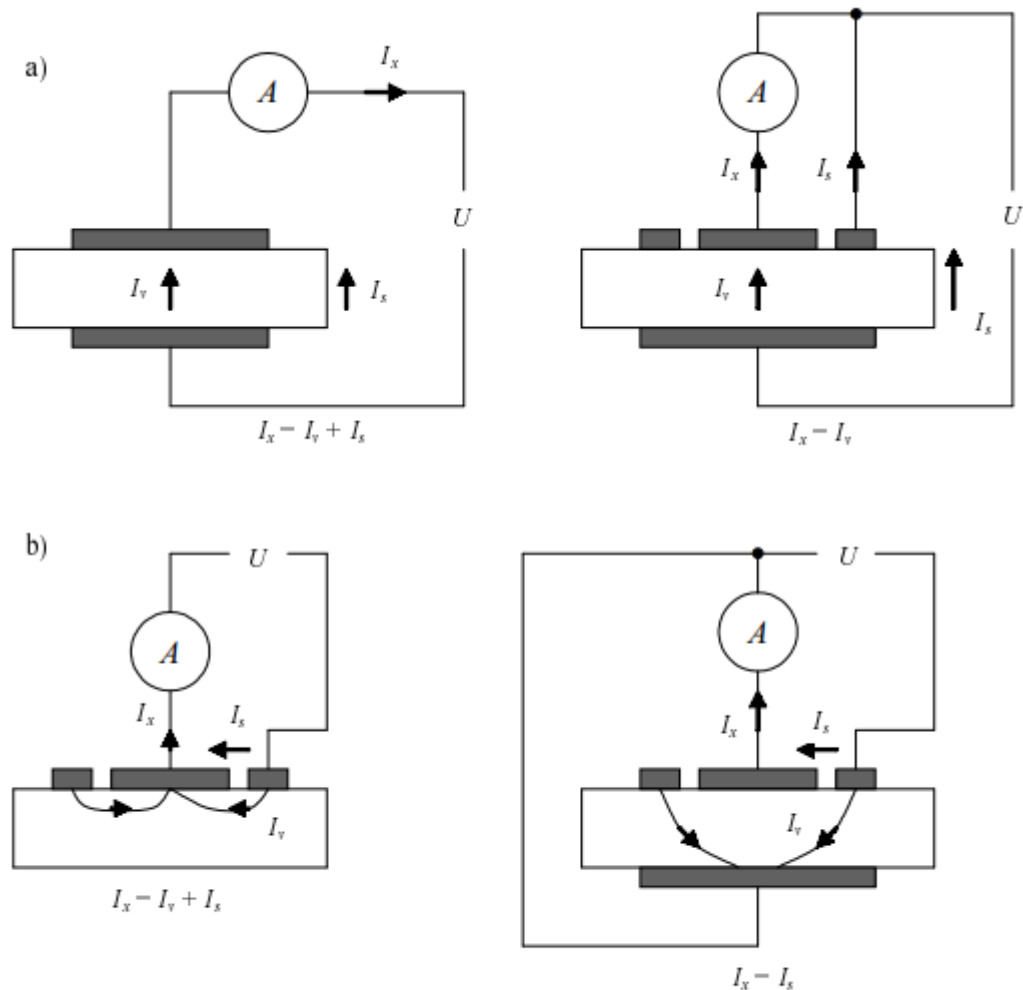 a)
A
I_x
U
I_v
I_s
I_x – I_v + I_s
A
I_x
I_s
U
I_v
I_s
I_x – I_v
b)
U
A
I_x
I_s
I_v
I_x – I_v + I_s
U
A
I_x
I_s
I_v
I_x – I_s